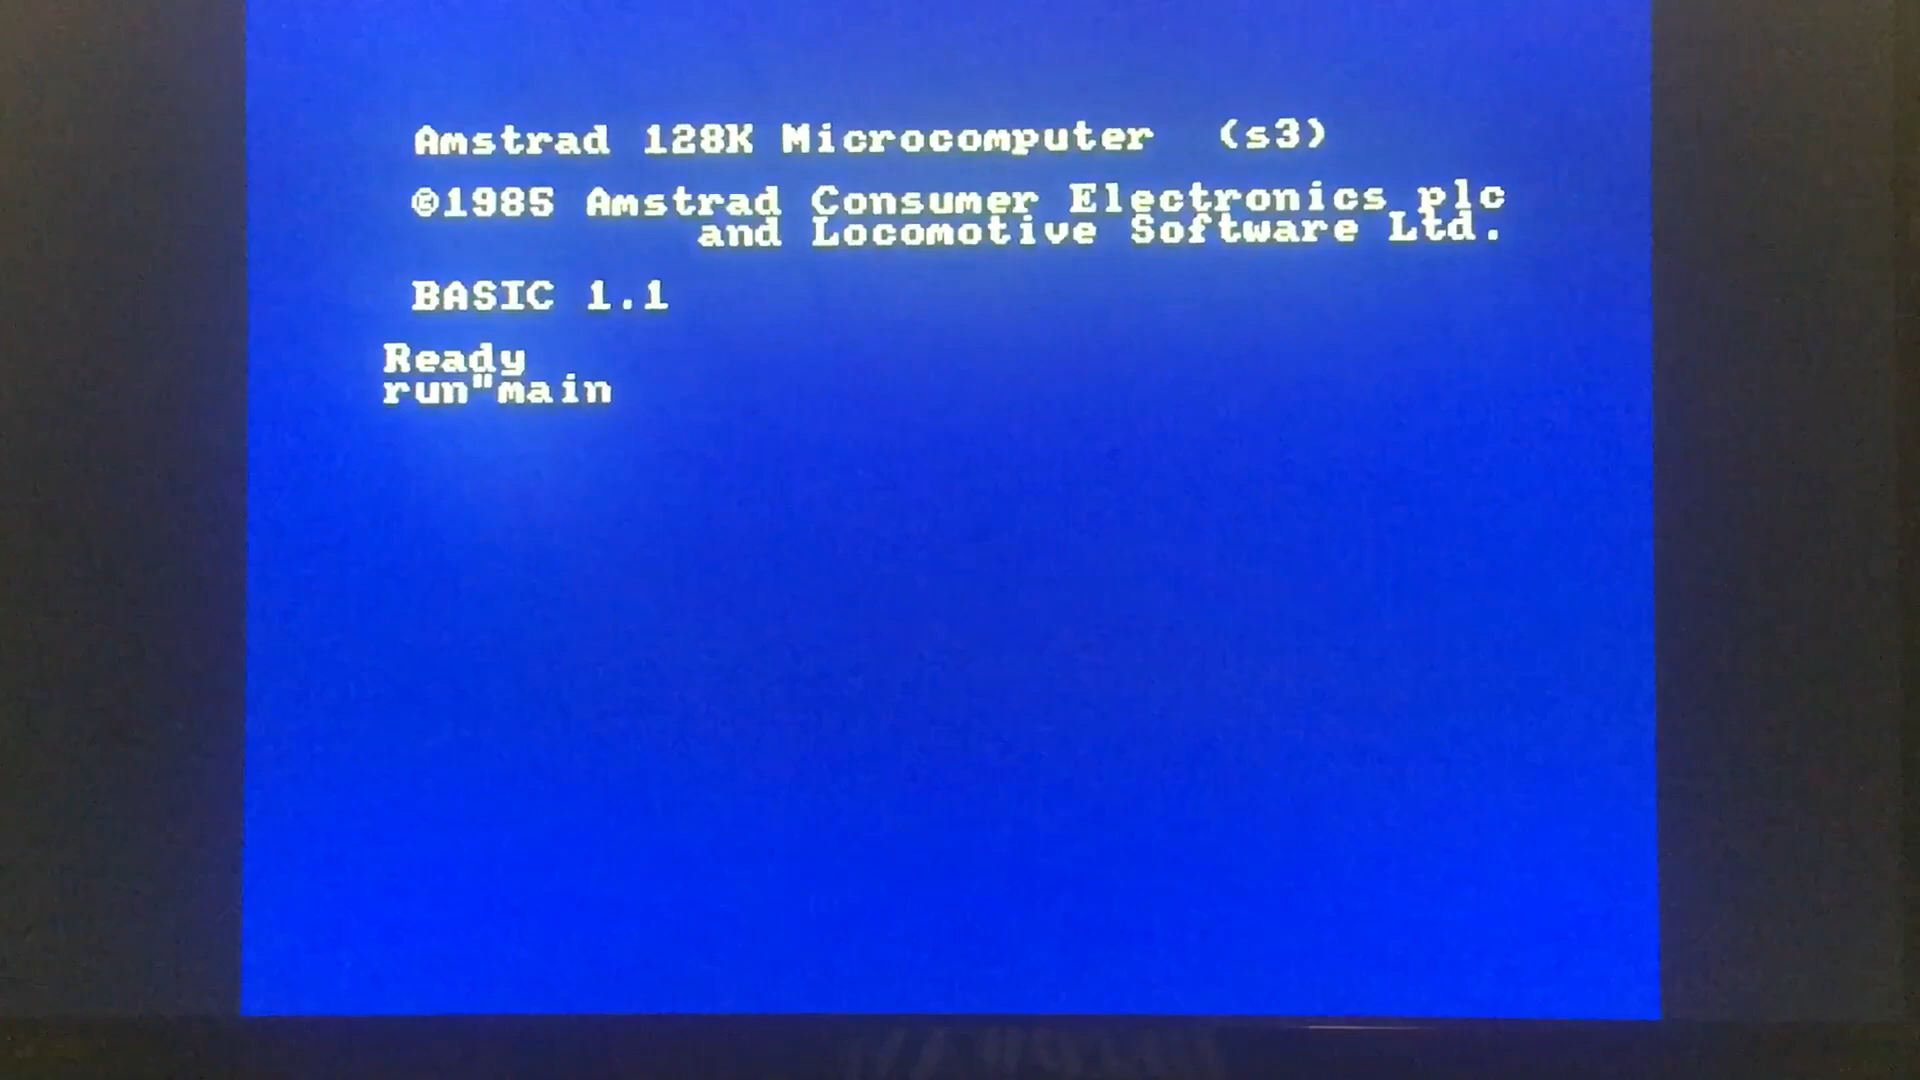 Amstrad 128K Microcomputer (s3)
©1985 Amstrad Consumer Electronics plc
and Locomotive Software Ltd.
BASIC 1.1
Ready
run"main